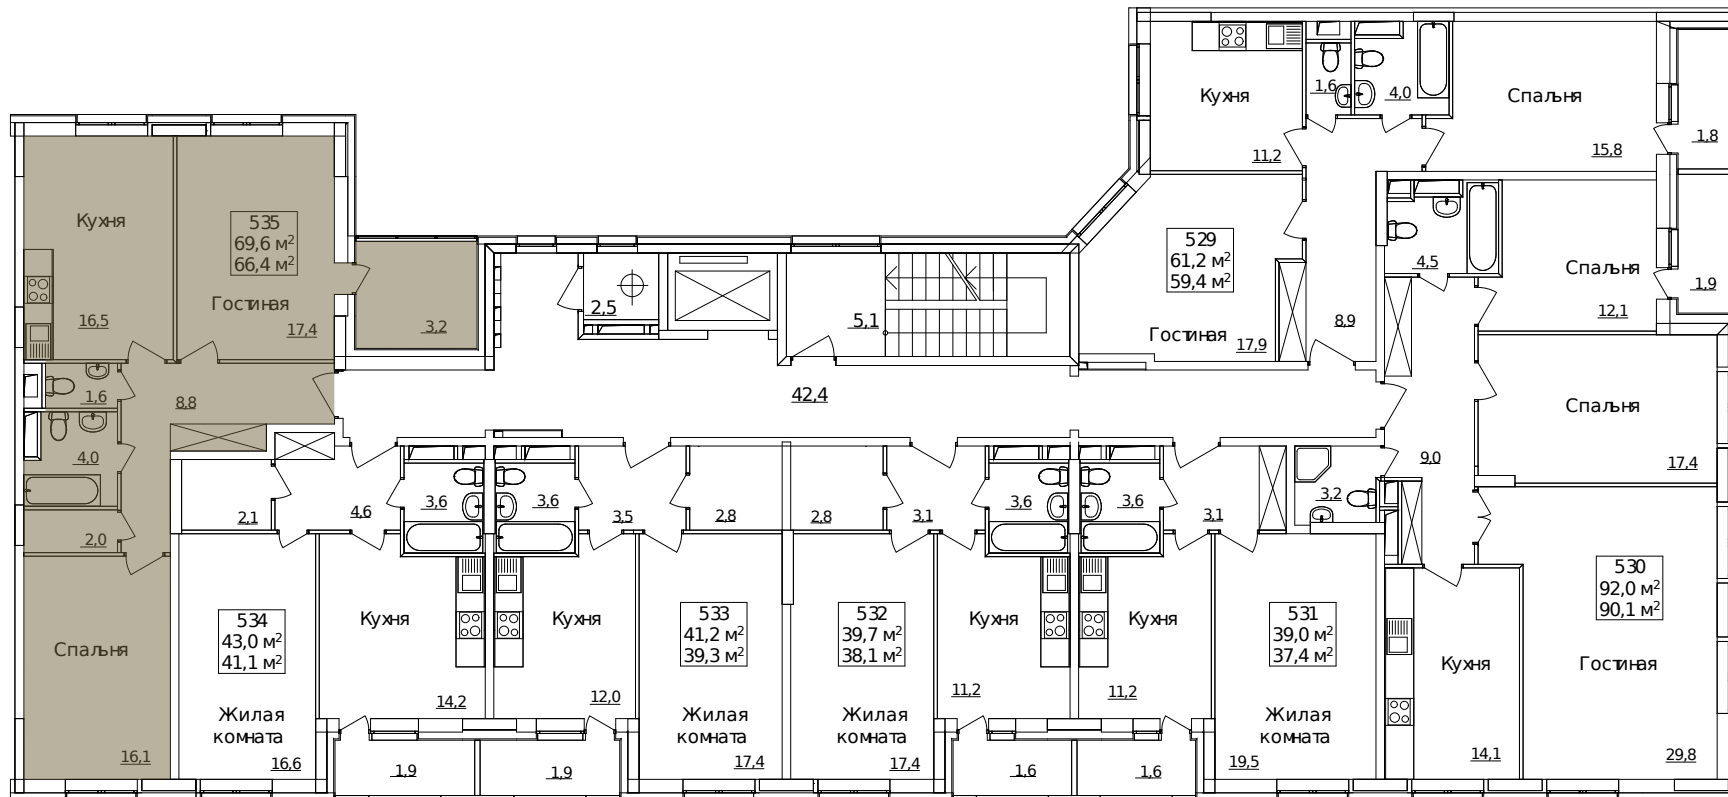 Кухня
1,6
4,0
Спальня
11,2
15,8
1,8
Кухня
535
69,6 м²
66,4 м²
Гостиная
16,5
17,4
3,2
2,5
5,1
529
61,2 м²
59,4 м²
Гостиная
17,9
8,9
4,5
Спальня
12,1
1,9
1,6
8,8
42,4
Спальня
17,4
4,0
2,0
2,1
4,6
3,6
3,6
3,5
2,8
2,8
3,1
3,6
3,6
3,1
3,2
9,0
Спальня
16,1
534
43,0 м²
41,1 м²
Жилая
комната
16,6
Кухня
14,2
Кухня
12,0
533
41,2 м²
39,3 м²
Жилая
комната
17,4
532
39,7 м²
38,1 м²
Жилая
комната
17,4
Кухня
11,2
Кухня
11,2
531
39,0 м²
37,4 м²
Жилая
комната
19,5
Кухня
14,1
530
92,0 м²
90,1 м²
Гостиная
29,8
1,9
1,9
1,6
1,6